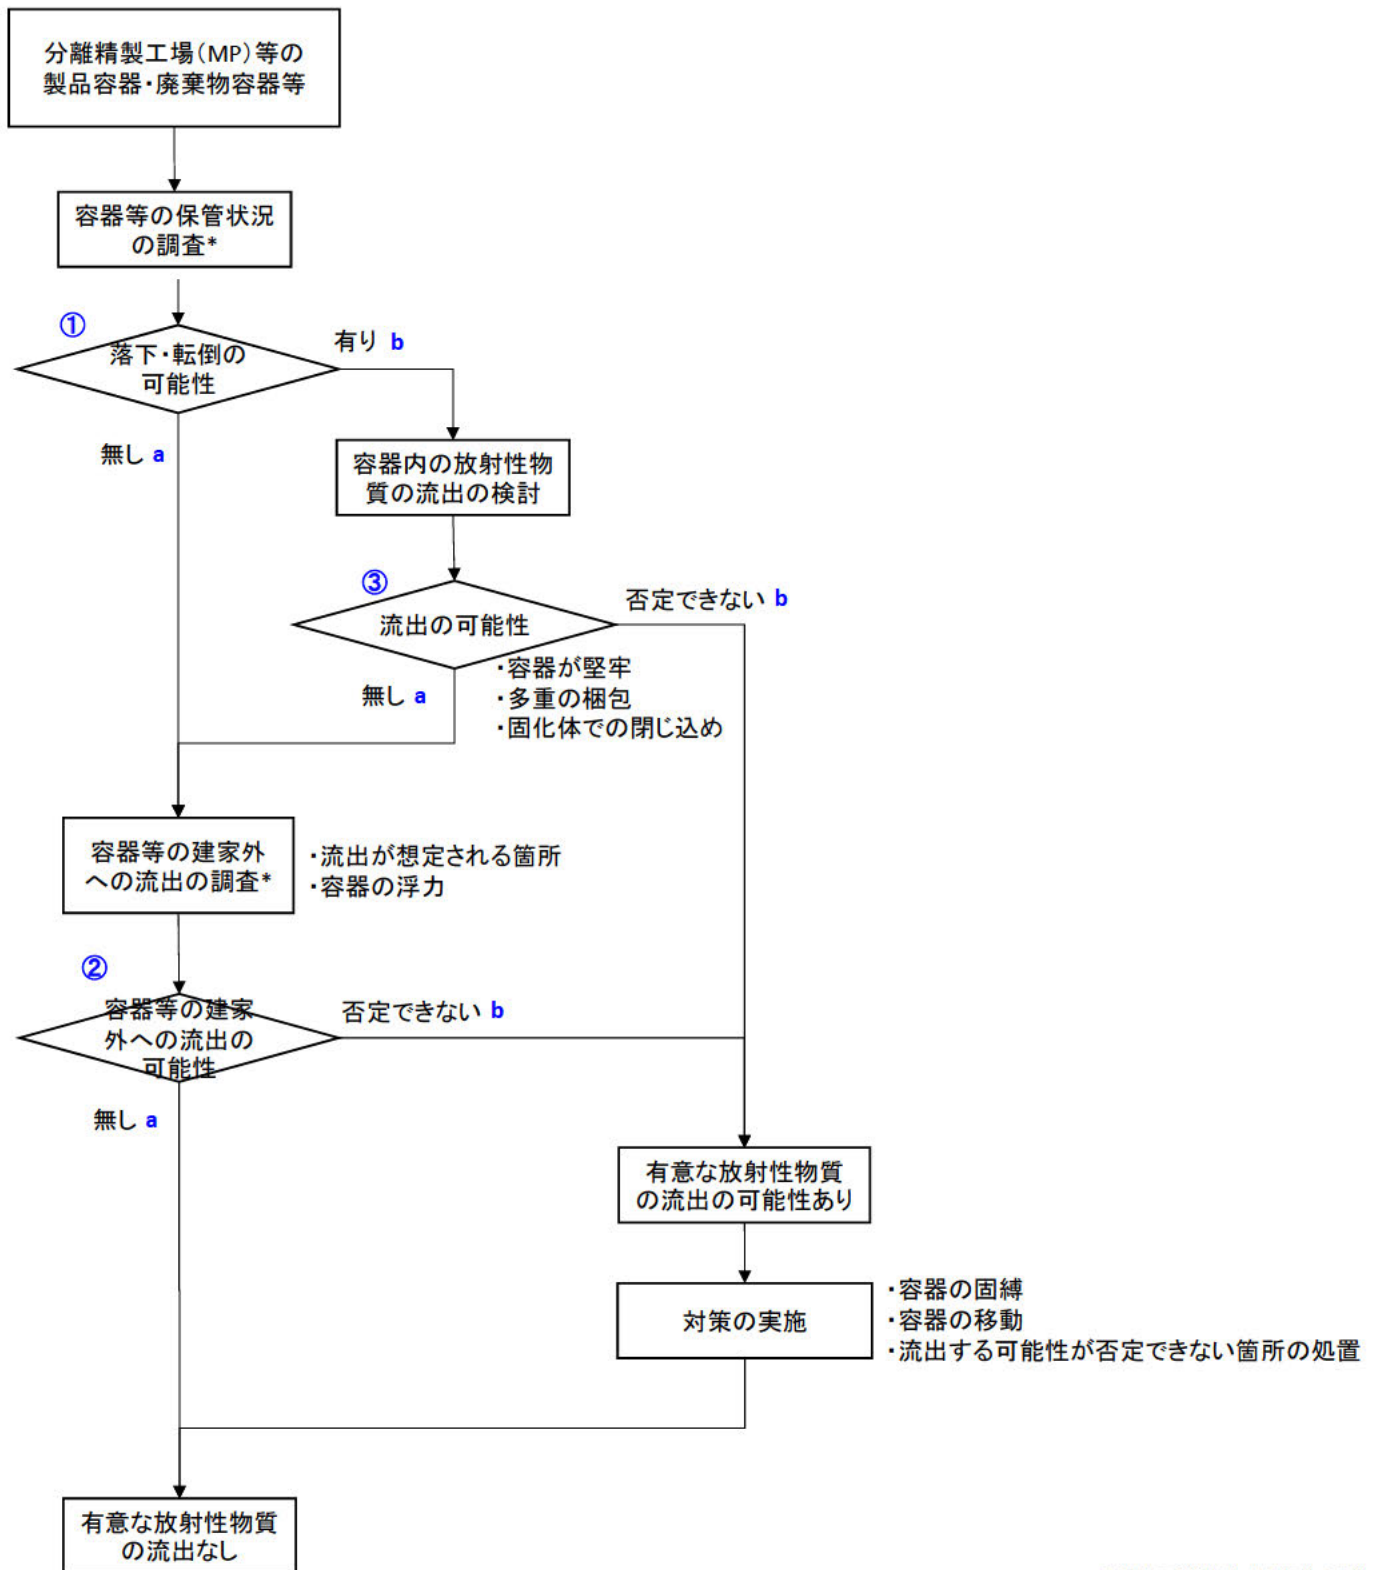 分離精製工場(MP)等の
製品容器・廃棄物容器等
容器等の保管状況
の調査*
①
落下・転倒の
可能性
有り b
無し a
容器内の放射性物
質の流出の検討
③
流出の可能性
否定できない b
無し a
・容器が堅牢
・多重の梱包
・固化体での閉じ込め
容器等の建家外
への流出の調査*
・流出が想定される箇所
・容器の浮力
②
容器等の建家
外への流出の
可能性
否定できない b
無し a
有意な放射性物質
の流出の可能性あり
対策の実施
・容器の固縛
・容器の移動
・流出する可能性が否定できない箇所の処置
有意な放射性物質
の流出なし